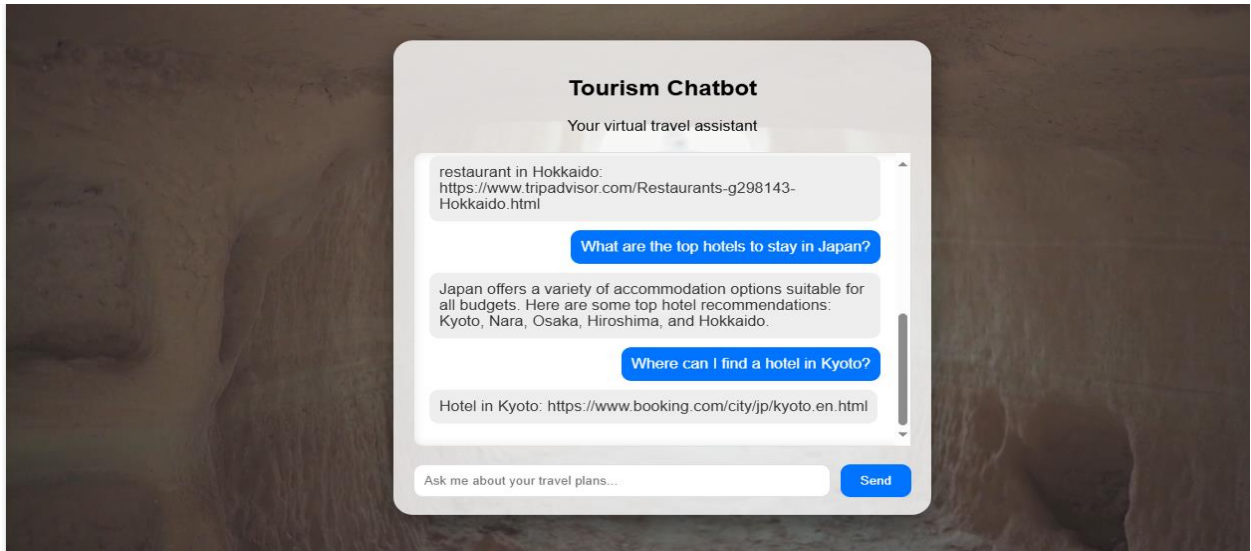 Tourism Chatbot
Your virtual travel assistant
restaurant in Hokkaido:
https://www.tripadvisor.com/Restaurants-g298143-
Hokkaido.html
What are the top hotels to stay in Japan?
Japan offers a variety of accommodation options suitable for
all budgets. Here are some top hotel recommendations:
Kyoto, Nara, Osaka, Hiroshima, and Hokkaido.
Where can I find a hotel in Kyoto?
Hotel in Kyoto: https://www.booking.com/city/jp/kyoto.en.html
Ask me about your travel plans...
Send